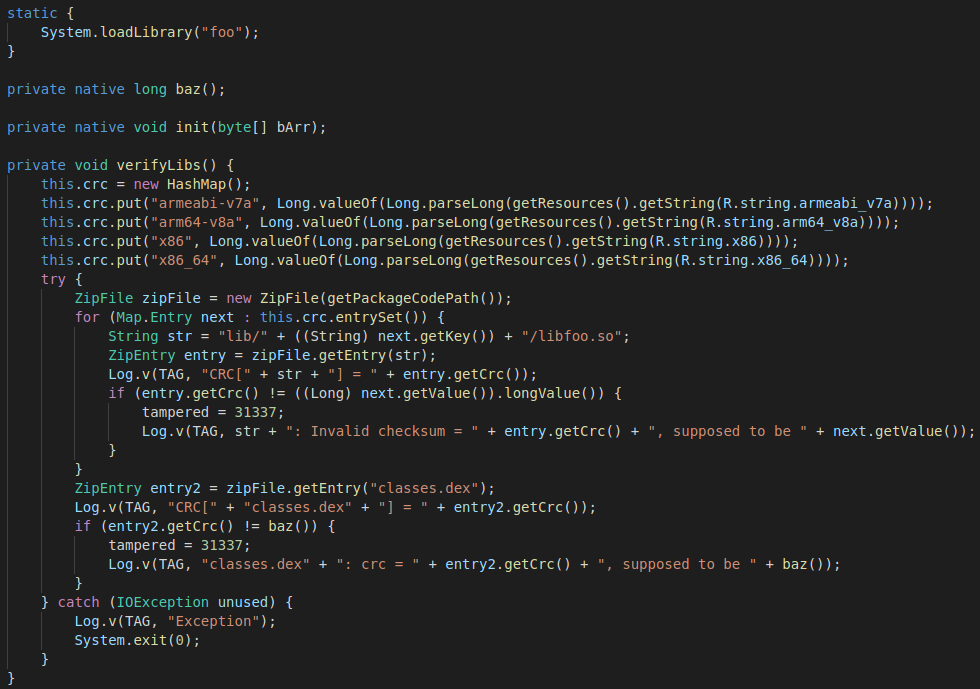 static {
    System.loadLibrary("foo");
}

private native long baz();

private native void init(byte[] bArr);

private void verifyLibs() {
    this.crc = new HashMap();
    this.crc.put("armeabi-v7a", Long.valueOf(Long.parseLong(getResources().getString(R.string.armeabi_v7a))));
    this.crc.put("arm64-v8a", Long.valueOf(Long.parseLong(getResources().getString(R.string.arm64_v8a))));
    this.crc.put("x86", Long.valueOf(Long.parseLong(getResources().getString(R.string.x86))));
    this.crc.put("x86_64", Long.valueOf(Long.parseLong(getResources().getString(R.string.x86_64))));
    try {
        ZipFile zipFile = new ZipFile(getPackageCodePath());
        for (Map.Entry next : this.crc.entrySet()) {
            String str = "lib/" + ((String) next.getKey()) + "/libfoo.so";
            ZipEntry entry = zipFile.getEntry(str);
            Log.v(TAG, "CRC[" + str + "] = " + entry.getCrc());
            if (entry.getCrc() != ((Long) next.getValue()).longValue()) {
                tampered = 31337;
                Log.v(TAG, str + ": Invalid checksum = " + entry.getCrc() + ", supposed to be " + next.getValue());
            }
        }
        ZipEntry entry2 = zipFile.getEntry("classes.dex");
        Log.v(TAG, "CRC[" + "classes.dex" + "] = " + entry2.getCrc());
        if (entry2.getCrc() != baz()) {
            tampered = 31337;
            Log.v(TAG, "classes.dex" + ": crc = " + entry2.getCrc() + ", supposed to be " + baz());
        }
    } catch (IOException unused) {
        Log.v(TAG, "Exception");
        System.exit(0);
    }
}